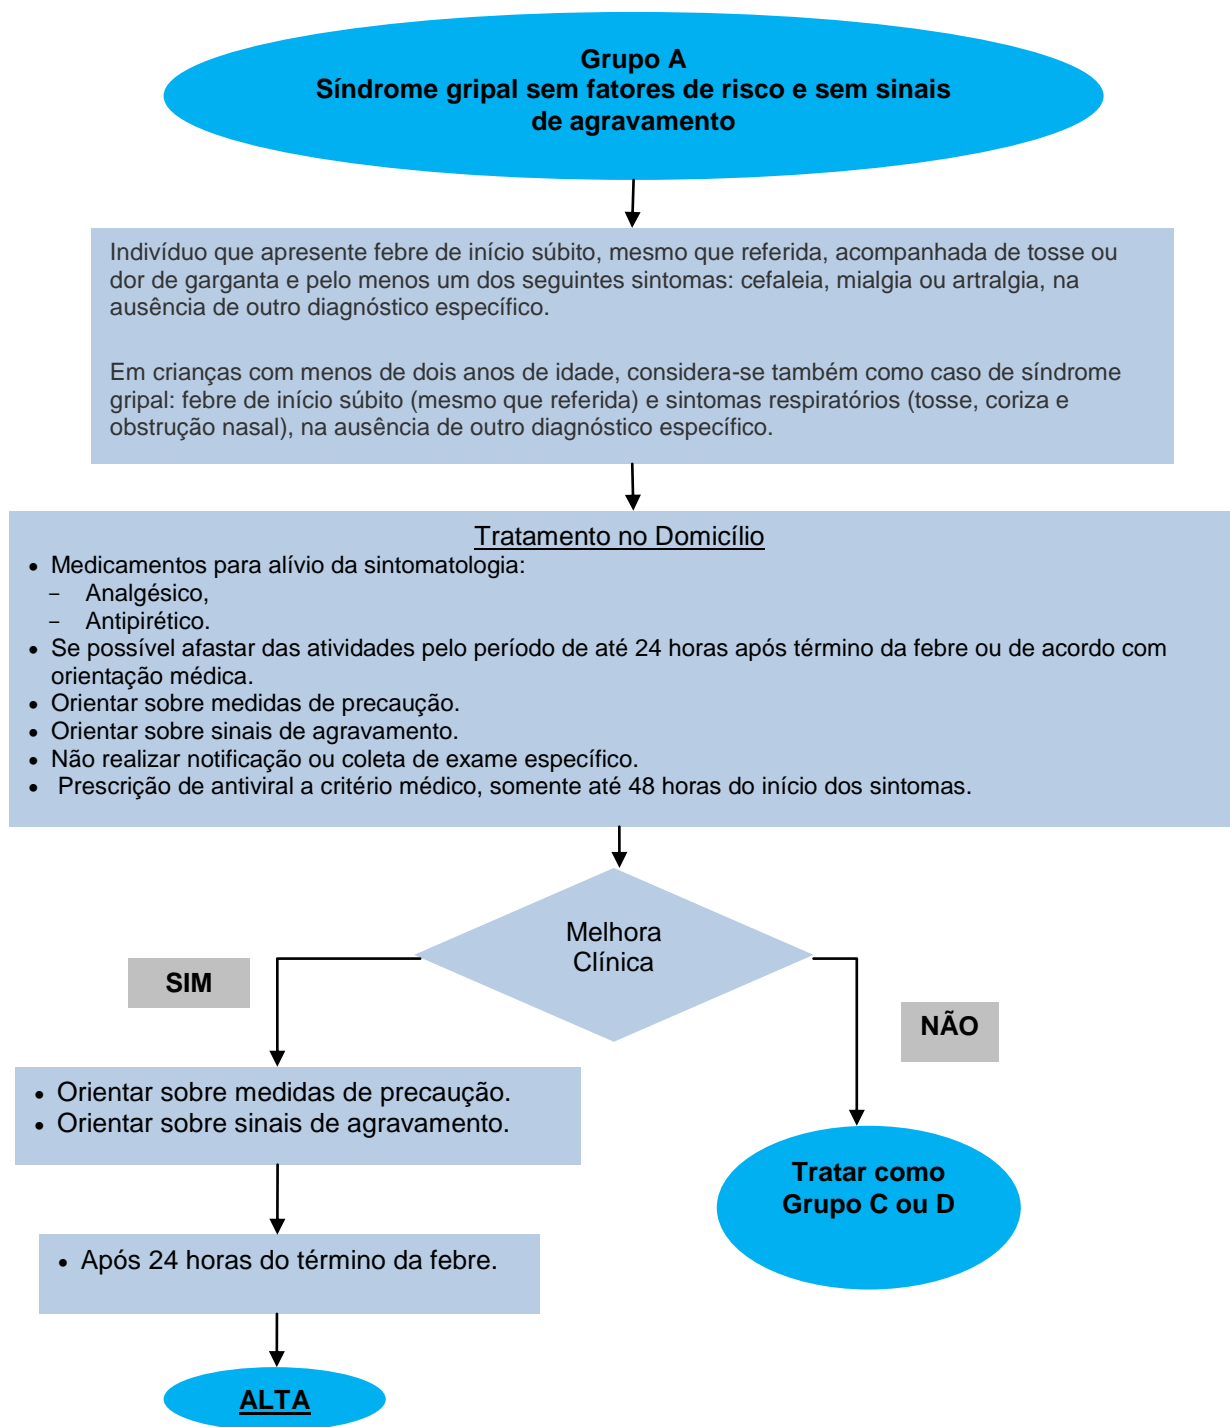 Grupo A
Síndrome gripal sem fatores de risco e sem sinais
de agravamento
Indivíduo que apresente febre de início súbito, mesmo que referida, acompanhada de tosse ou
dor de garganta e pelo menos um dos seguintes sintomas: cefaleia, mialgia ou artralgia, na
ausência de outro diagnóstico específico.
Em crianças com menos de dois anos de idade, considera-se também como caso de síndrome
gripal: febre de início súbito (mesmo que referida) e sintomas respiratórios (tosse, coriza e
obstrução nasal), na ausência de outro diagnóstico específico.
Tratamento no Domicílio
• Medicamentos para alívio da sintomatologia:
− Analgésico,
− Antipirético.
• Se possível afastar das atividades pelo período de até 24 horas após término da febre ou de acordo com
orientação médica.
• Orientar sobre medidas de precaução.
• Orientar sobre sinais de agravamento.
• Não realizar notificação ou coleta de exame específico.
• Prescrição de antiviral a critério médico, somente até 48 horas do início dos sintomas.
Melhora
Clínica
SIM
NÃO
• Orientar sobre medidas de precaução.
• Orientar sobre sinais de agravamento.
Tratar como
Grupo C ou D
• Após 24 horas do término da febre.
ALTA